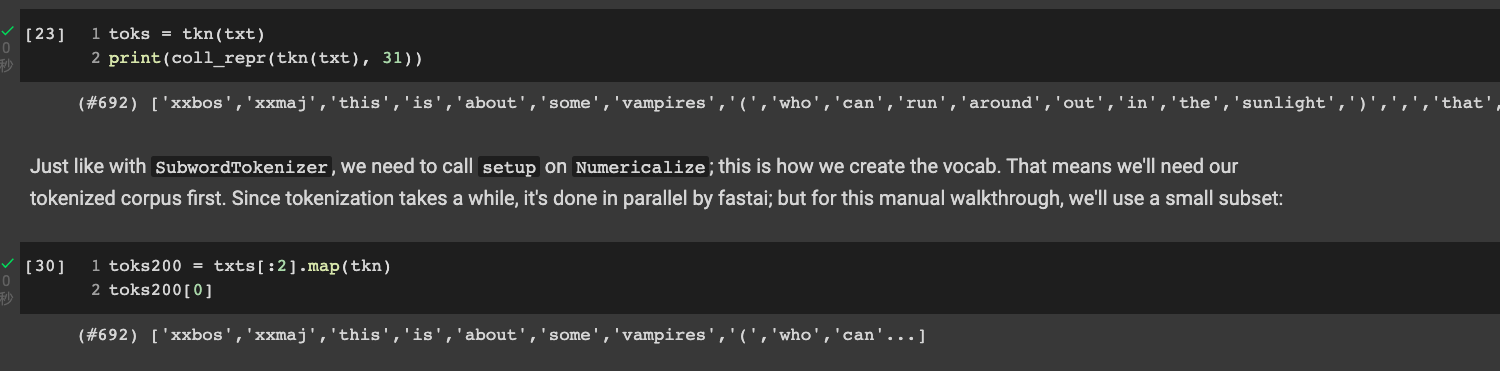 [23] 1 toks = tkn(txt)
0 2 print(coll_repr(tkn(txt), 31))
秒
(#692) ['xxbos','xxmaj','this','is','about','some','vampires','(','who','can','run','around','out','in','the','sunlight',')',',','that',
Just like with SubwordTokenizer, we need to call setup on Numericalize; this is how we create the vocab. That means we'll need our
tokenized corpus first. Since tokenization takes a while, it's done in parallel by fastai; but for this manual walkthrough, we'll use a small subset:
[30] 1 toks200 = txts[:2].map(tkn)
0 2 toks200[0]
秒
(#692) ['xxbos','xxmaj','this','is','about','some','vampires','(','who','can'...]